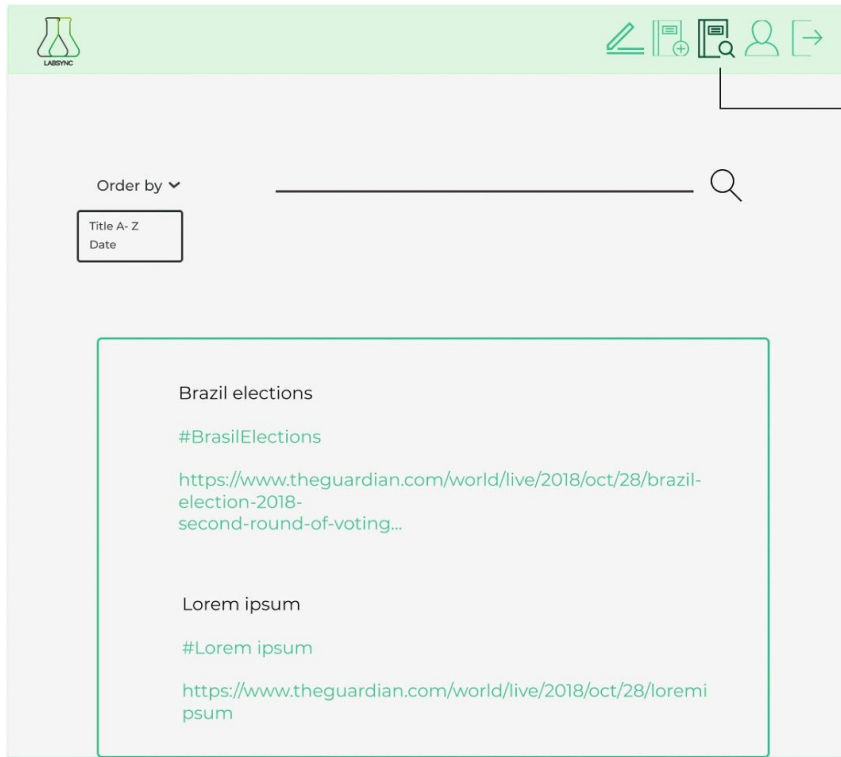 LABSYNC
Order by
Title A- Z
Date
Brazil elections
#BrasilElections
https://www.theguardian.com/world/live/2018/oct/28/brazil-
election-2018-
second-round-of-voting...
Lorem ipsum
#Lorem ipsum
https://www.theguardian.com/world/live/2018/oct/28/loremi
psum